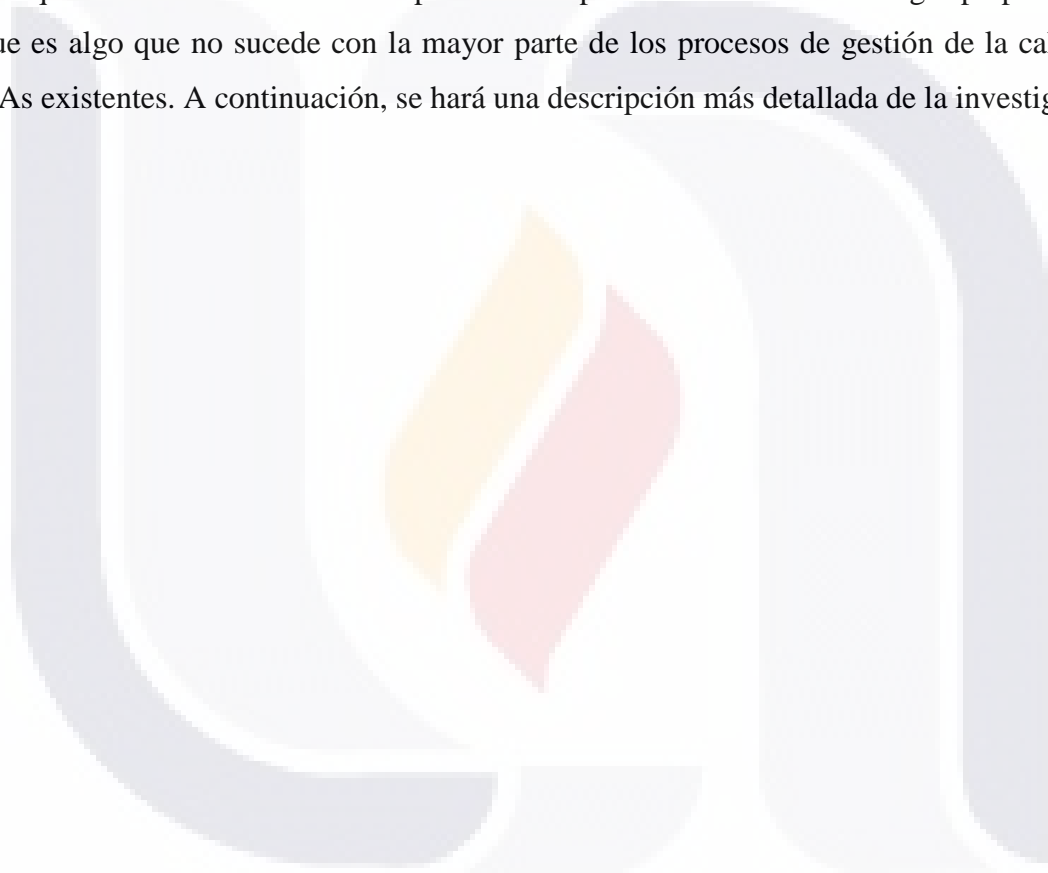 ue es algo que no sucede con la mayor parte de los procesos de gestión de la ca
As existentes. A continuación, se hará una descripción más detallada de la investig